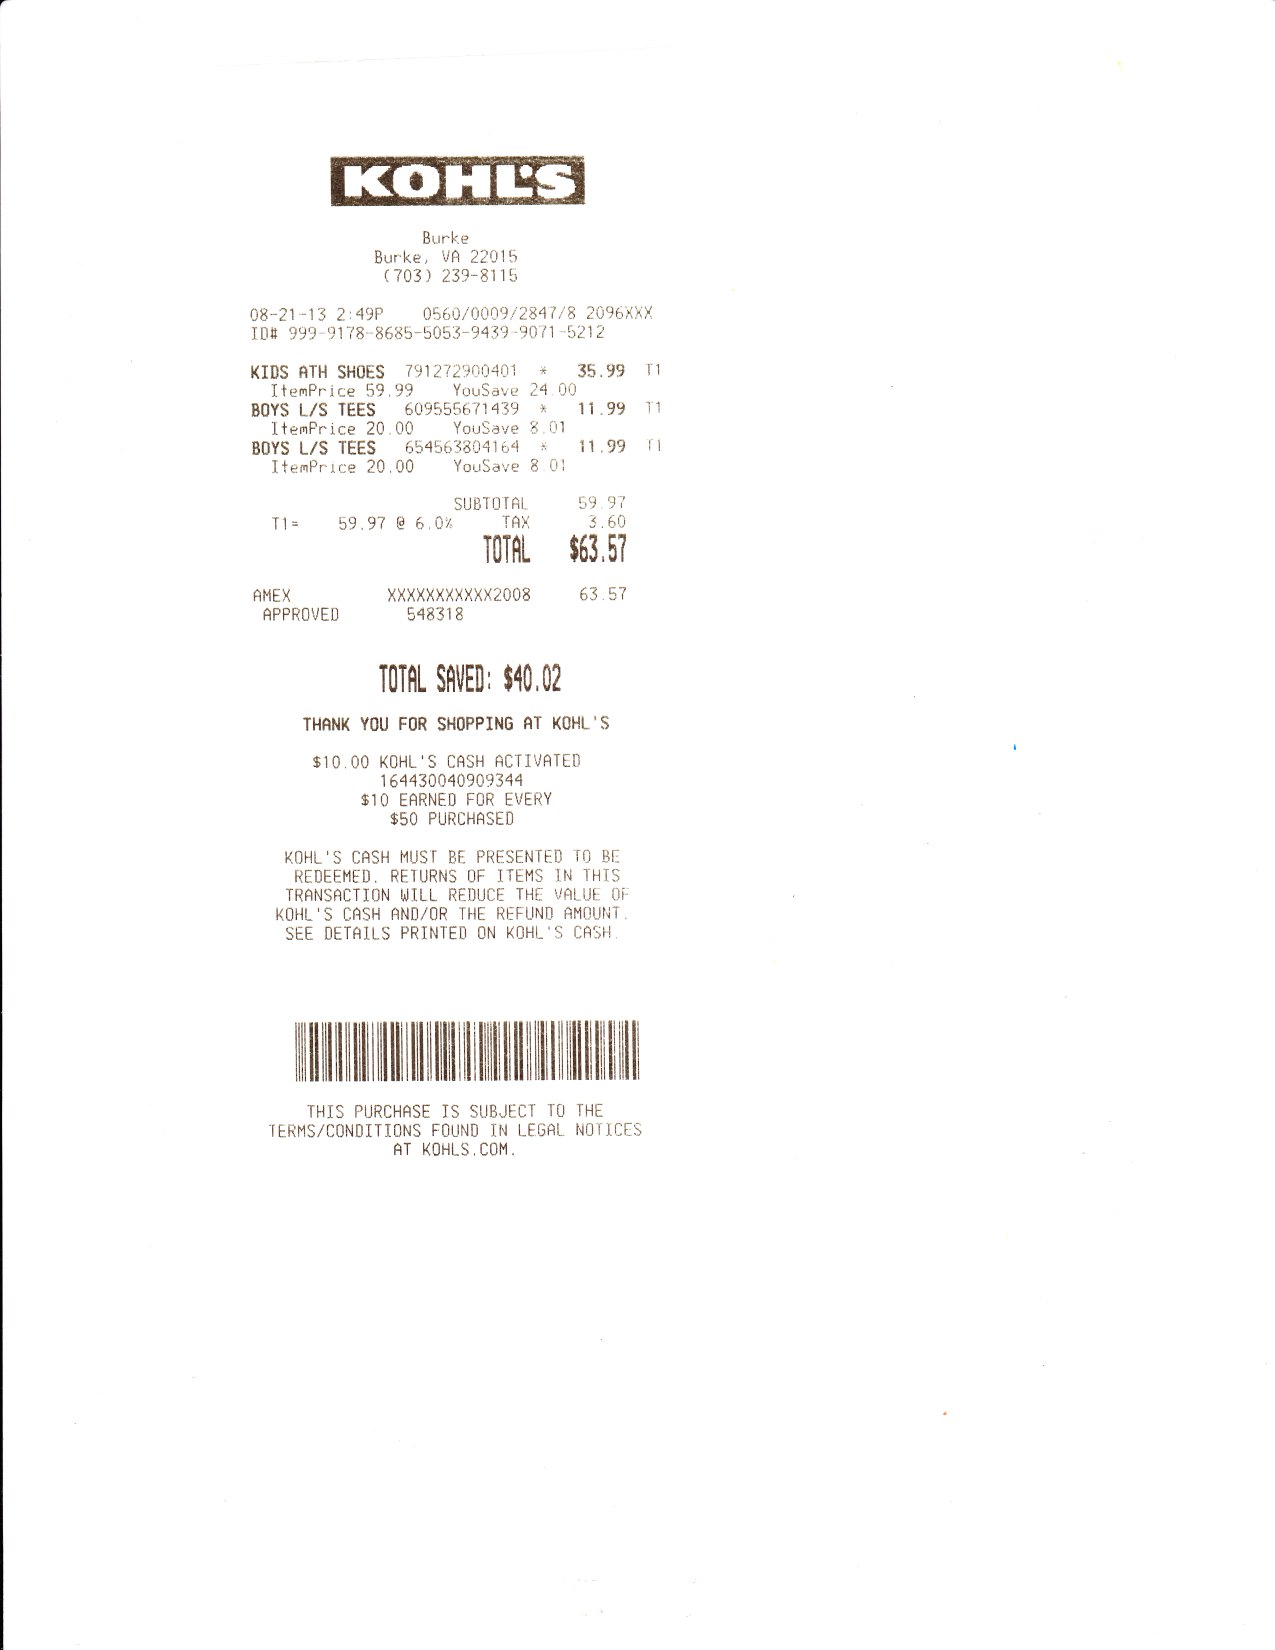 KOHL'S
Burke
Burke, VA 22015
(703) 239-8115
08-21-13 2:49P 0560/0009/2847/8 2096XXX
ID# 999-9178-8685-5053-9439-9071-5212
KIDS ATH SHOES 791272900401 * 35.99 T1
ItemPrice 59.99 YouSave 24.00
BOYS L/S TEES 609555671439 * 11.99 T1
ItemPrice 20.00 YouSave 8.01
BOYS L/S TEES 654563804164 * 11.99 T1
ItemPrice 20.00 YouSave 8.01
SUBTOTAL 59.97
T1= 59.97 @ 6.0% TAX 3.60
TOTAL $63.57
AMEX XXXXXXXXXXX2008 63.57
APPROVED 548318
TOTAL SAVED: $40.02
THANK YOU FOR SHOPPING AT KOHL'S
$10.00 KOHL'S CASH ACTIVATED
164430040909344
$10 EARNED FOR EVERY
$50 PURCHASED
KOHL'S CASH MUST BE PRESENTED TO BE
REDEEMED. RETURNS OF ITEMS IN THIS
TRANSACTION WILL REDUCE THE VALUE OF
KOHL'S CASH AND/OR THE REFUND AMOUNT.
SEE DETAILS PRINTED ON KOHL'S CASH.
THIS PURCHASE IS SUBJECT TO THE
TERMS/CONDITIONS FOUND IN LEGAL NOTICES
AT KOHLS.COM.